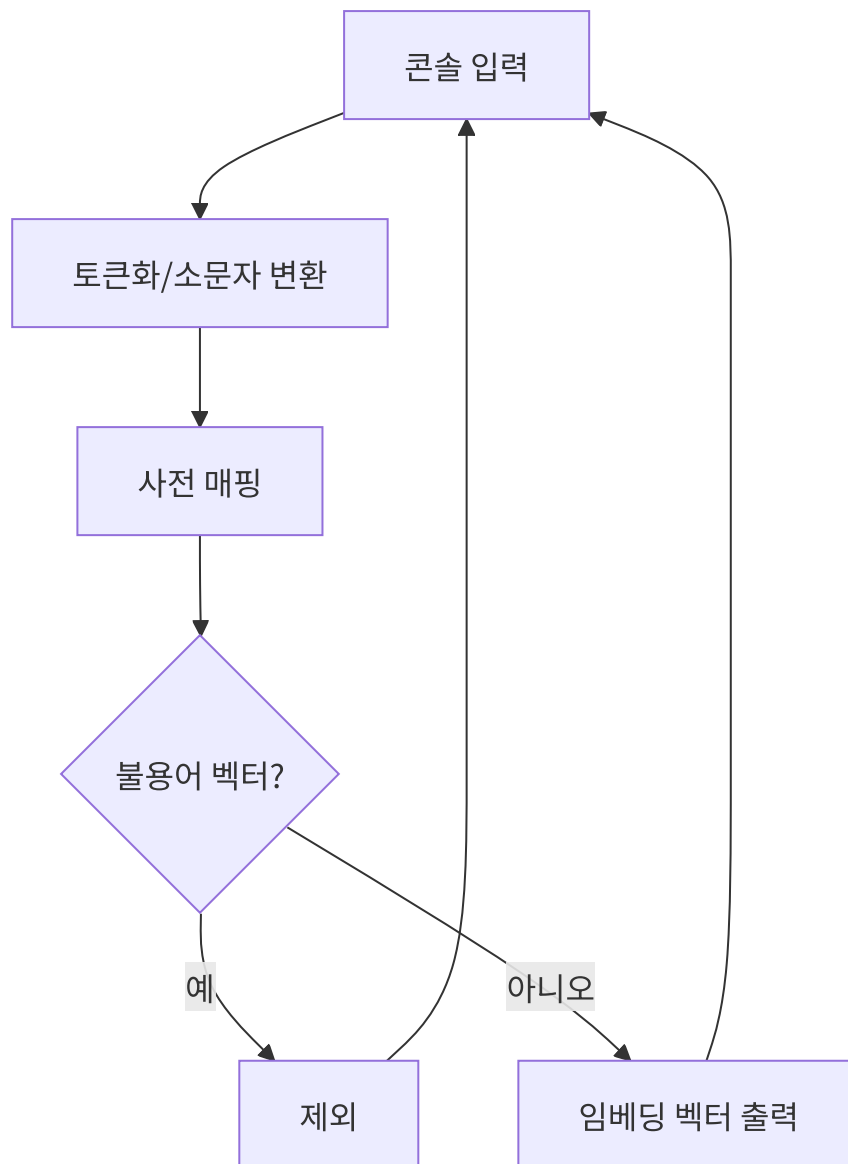 콘솔 입력
토큰화/소문자 변환
사전 매핑
불용어 벡터?
예
아니오
제외
임베딩 벡터 출력